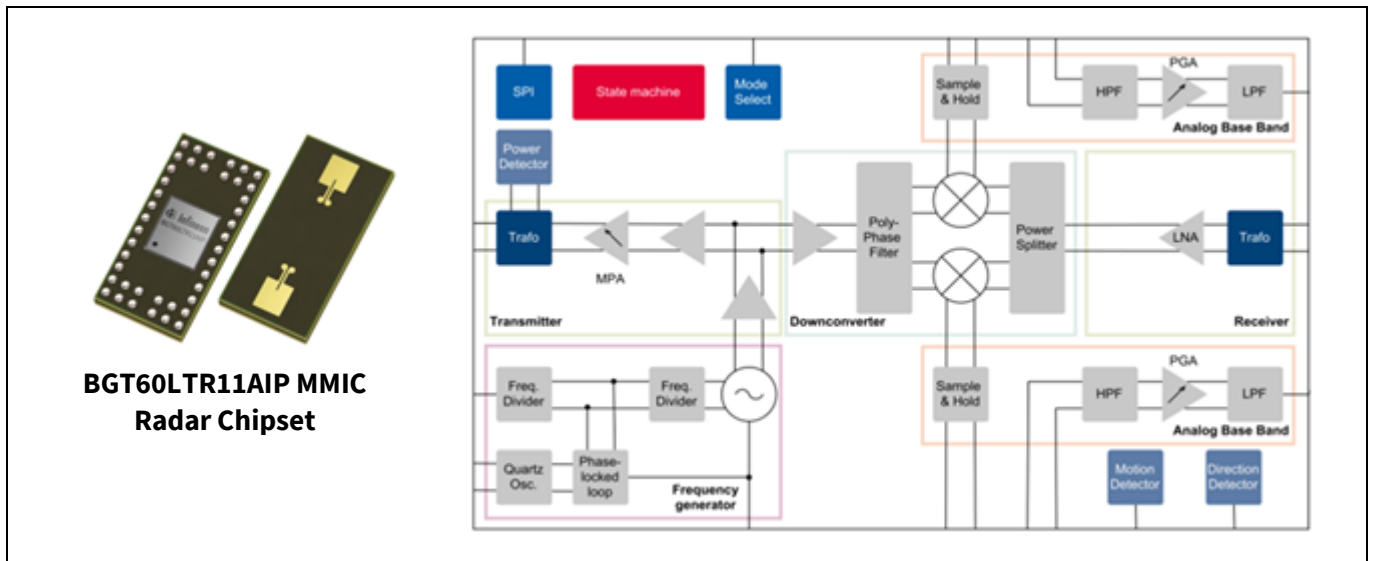 BGT60LTR11AIP MMIC
Radar Chipset
Infineon
SPI
State machine
Mode
Select
Power
Detector
Trafo
MPA
Transmitter
Poly-
Phase
Filter
Power
Splitter
Downconverter
LNA
Trafo
Receiver
Sample
& Hold
HPF
PGA
LPF
Analog Base Band
Freq.
Divider
Freq.
Divider
Quartz
Osc.
Phase-
locked
loop
Frequency
generator
Sample
& Hold
HPF
PGA
LPF
Analog Base Band
Motion
Detector
Direction
Detector